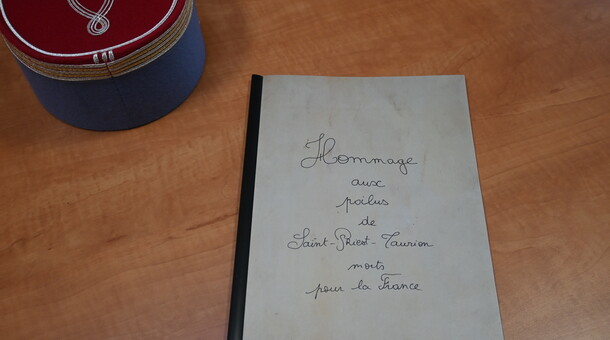 Hommage
aux
poilus
de
Saint-Priest-Taurion
morts
pour la France